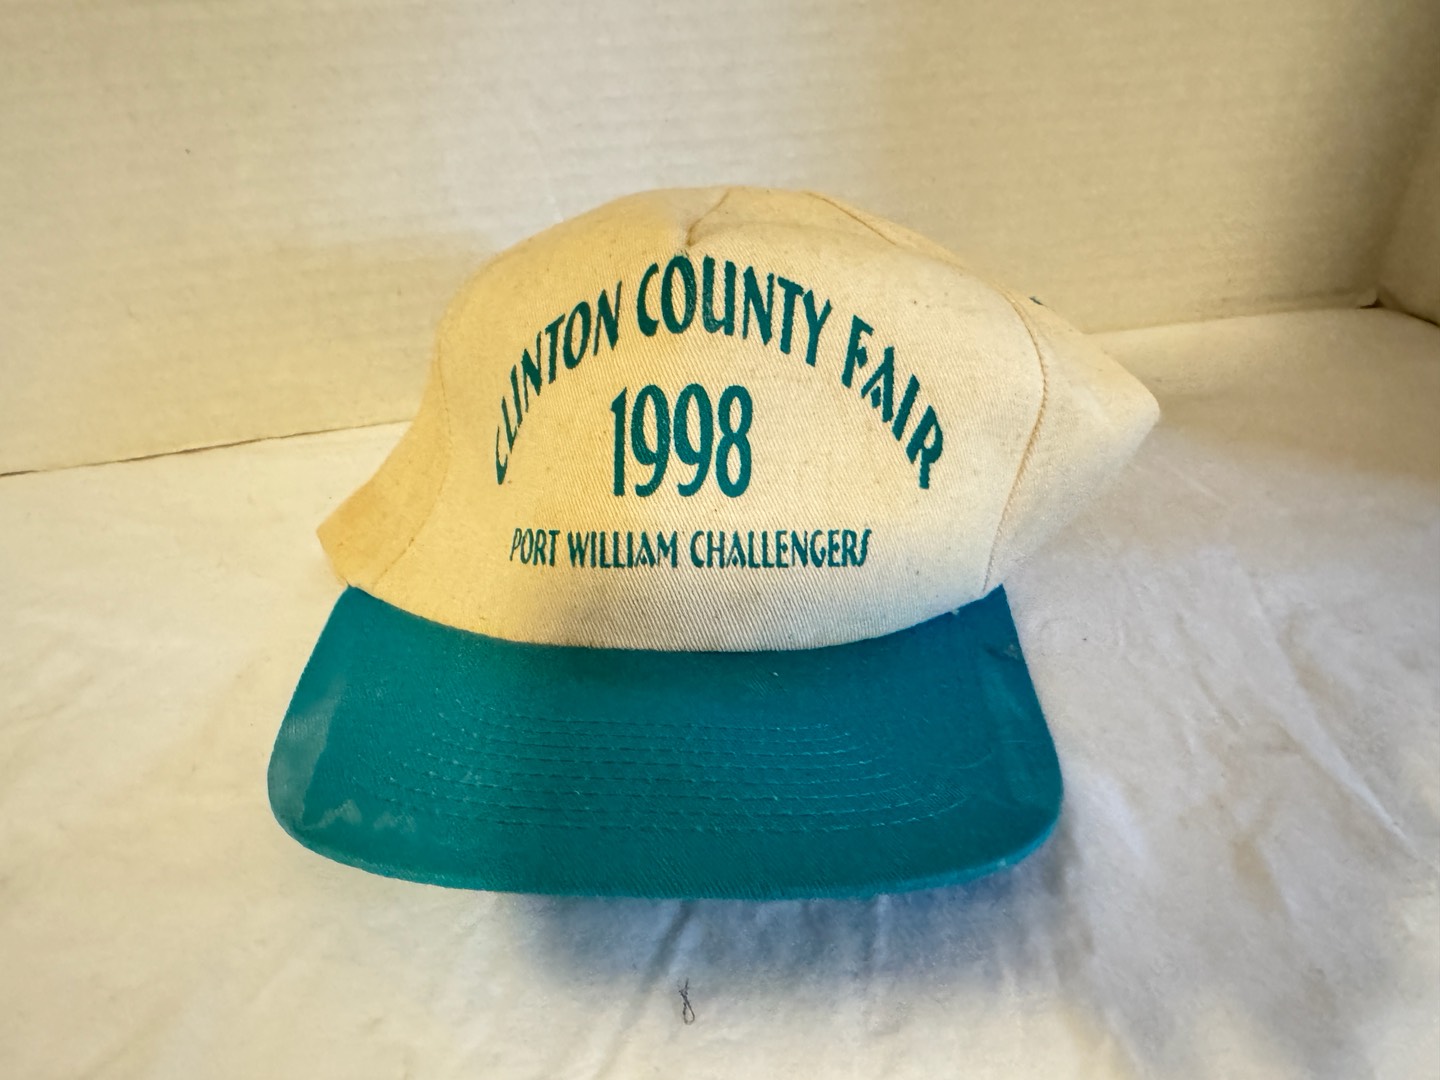 CLINTON COUNTY FAIR
1998
PORT WILLIAM CHALLENGERS